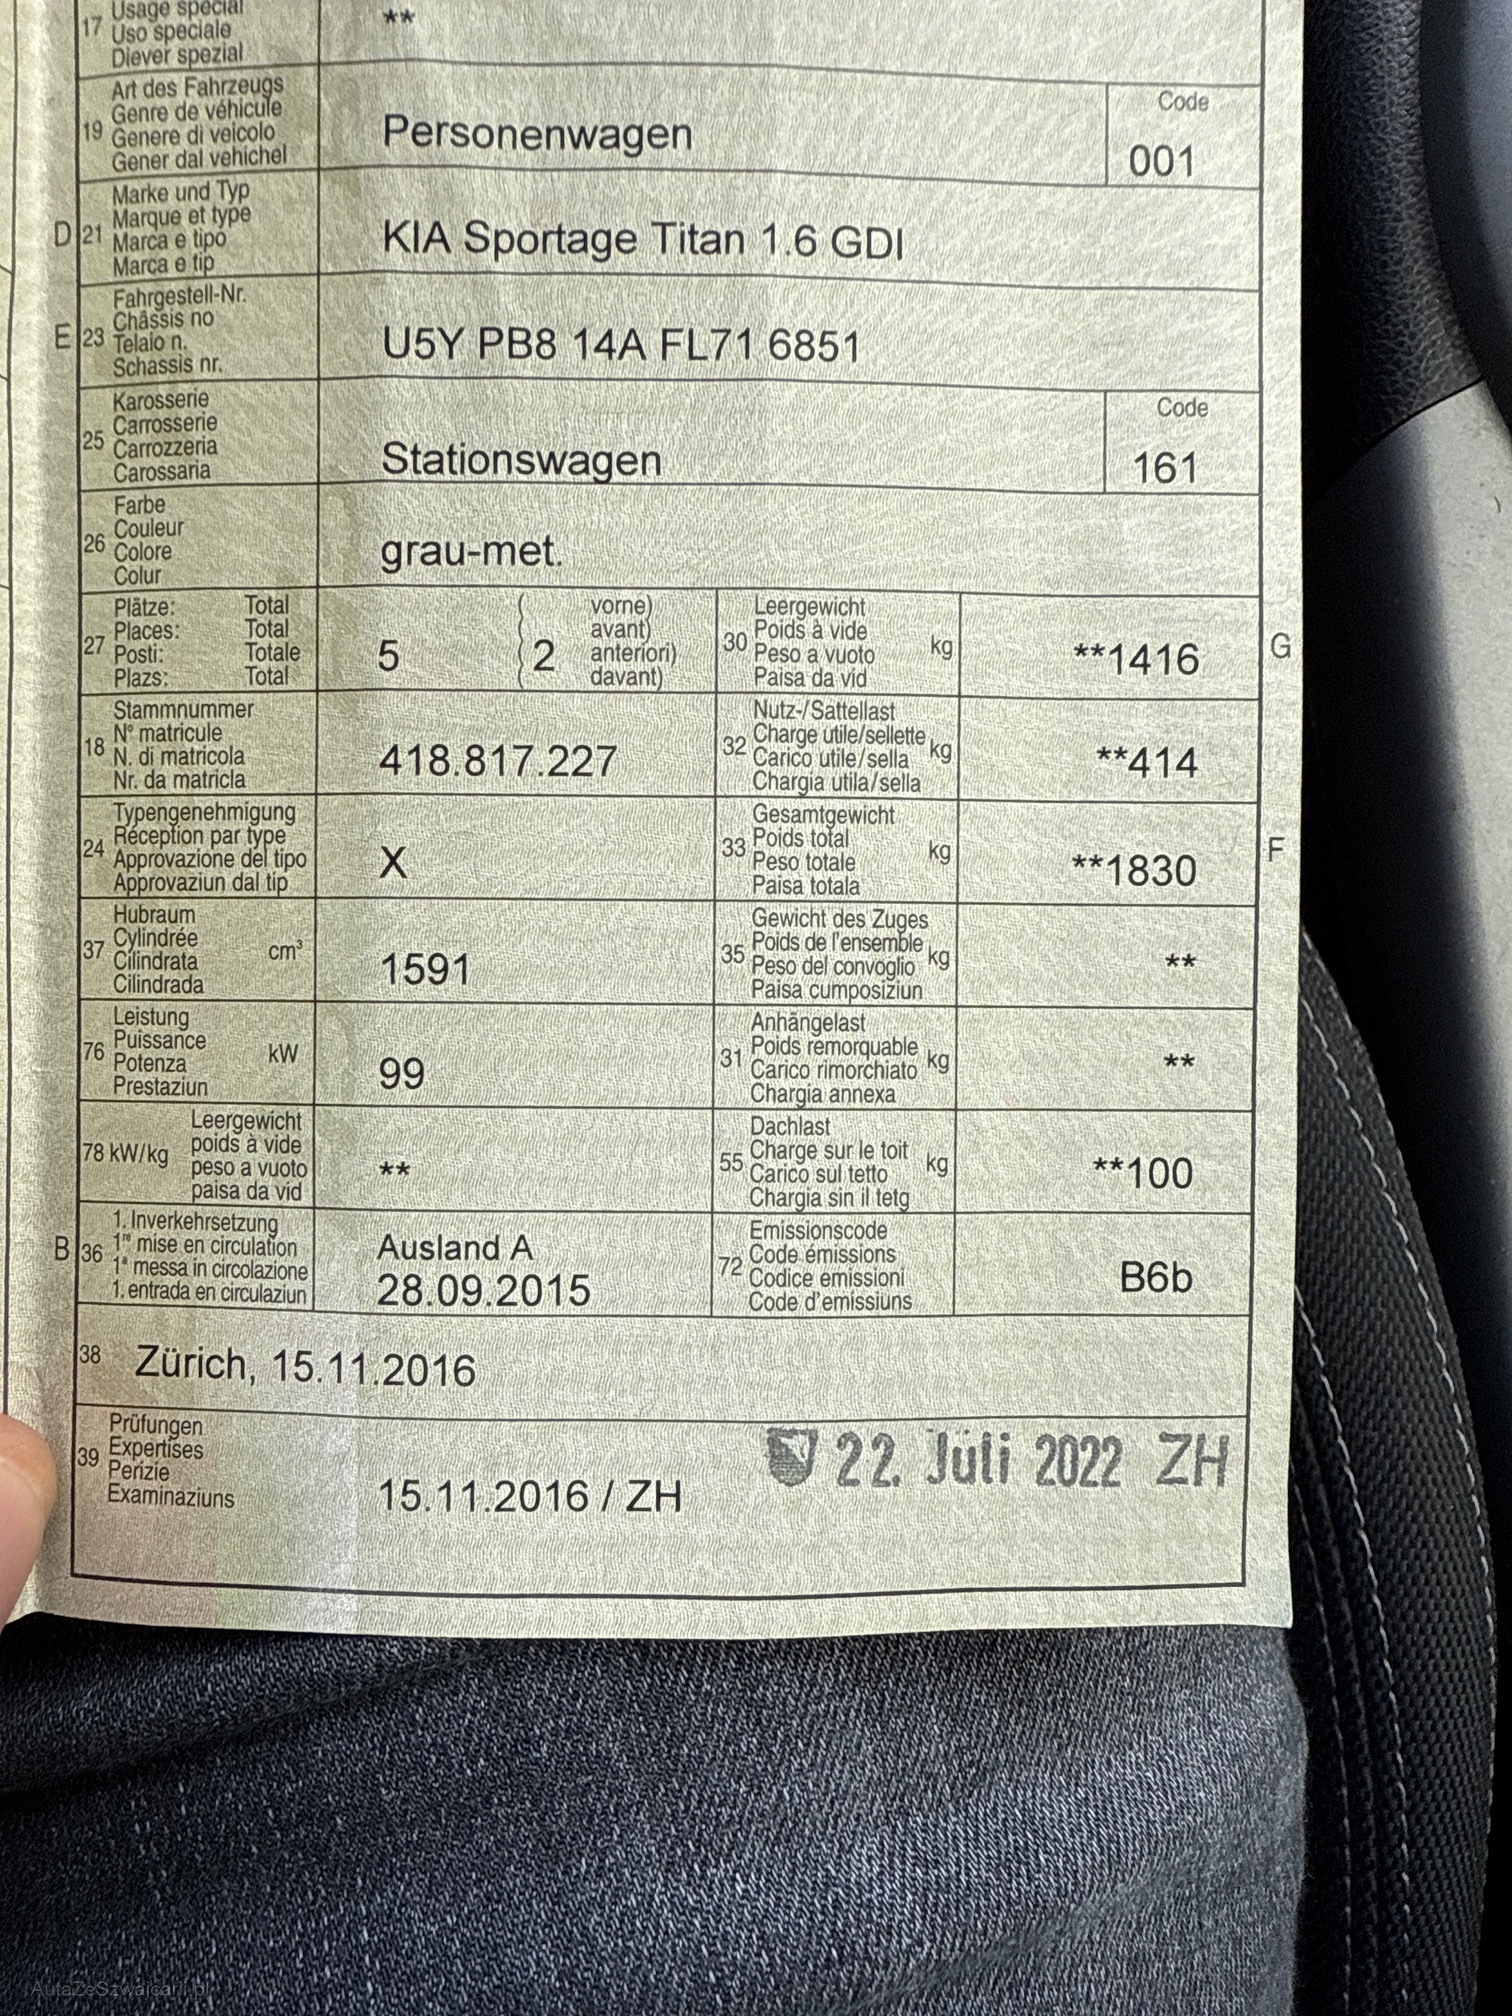 Usage spécial
17 Uso speciale **
Diever spezial
Art des Fahrzeugs
Genre de véhicule
19 Genere di veicolo
Gener dal vehichel
Personenwagen
Code
001
Marke und Typ
Marque et type
D 21 Marca e tipo
Marca e tip
KIA Sportage Titan 1.6 GDI
Fahrgestell-Nr.
Châssis no
E 23 Telaio n.
Schassis nr.
U5Y PB8 14A FL71 6851
Karosserie
Carrosserie
25 Carrozzeria
Carossaria
Stationswagen
Code
161
Farbe
Couleur
26 Colore
Colur
grau-met.
Plätze: Total
Places: Total
27 Posti: Totale
Plazs: Total
5 ( 2
vorne)
avant)
anteriori)
davant)
Leergewicht
30 Poids à vide kg
Peso a vuoto
Paisa da vid
**1416 G
Stammnummer
N° matricule
18 N. di matricola
Nr. da matricla
418.817.227
Nutz-/Sattellast
32 Charge utile/sellette kg
Carico utile/sella
Chargia utila/sella
**414
Typengenehmigung
Réception par type
24 Approvazione del tipo
Approvaziun dal tip
X
Gesamtgewicht
33 Poids total kg
Peso totale
Paisa totala
**1830 F
Hubraum
Cylindrée
37 Cilindrata cm³
Cilindrada
1591
Gewicht des Zuges
35 Poids de l'ensemble kg
Peso del convoglio
Paisa cumposiziun
**
Leistung
Puissance
76 Potenza kW
Prestaziun
99
Anhängelast
31 Poids remorquable kg
Carico rimorchiato
Chargia annexa
**
Leergewicht
78 kW/kg poids à vide
peso a vuoto
paisa da vid
**
Dachlast
55 Charge sur le toit kg
Carico sul tetto
Chargia sin il tetg
**100
1. Inverkehrsetzung
B 36 1re mise en circulation
1a messa in circolazione
1. entrada en circulaziun
Ausland A
28.09.2015
Emissionscode
72 Code émissions
Codice emissioni
Code d'emissiuns
B6b
38 Zürich, 15.11.2016
Prüfungen
39 Expertises
Perizie
Examinaziuns
15.11.2016 / ZH
22. Juli 2022 ZH
AutaZeSzwajcarii.pl